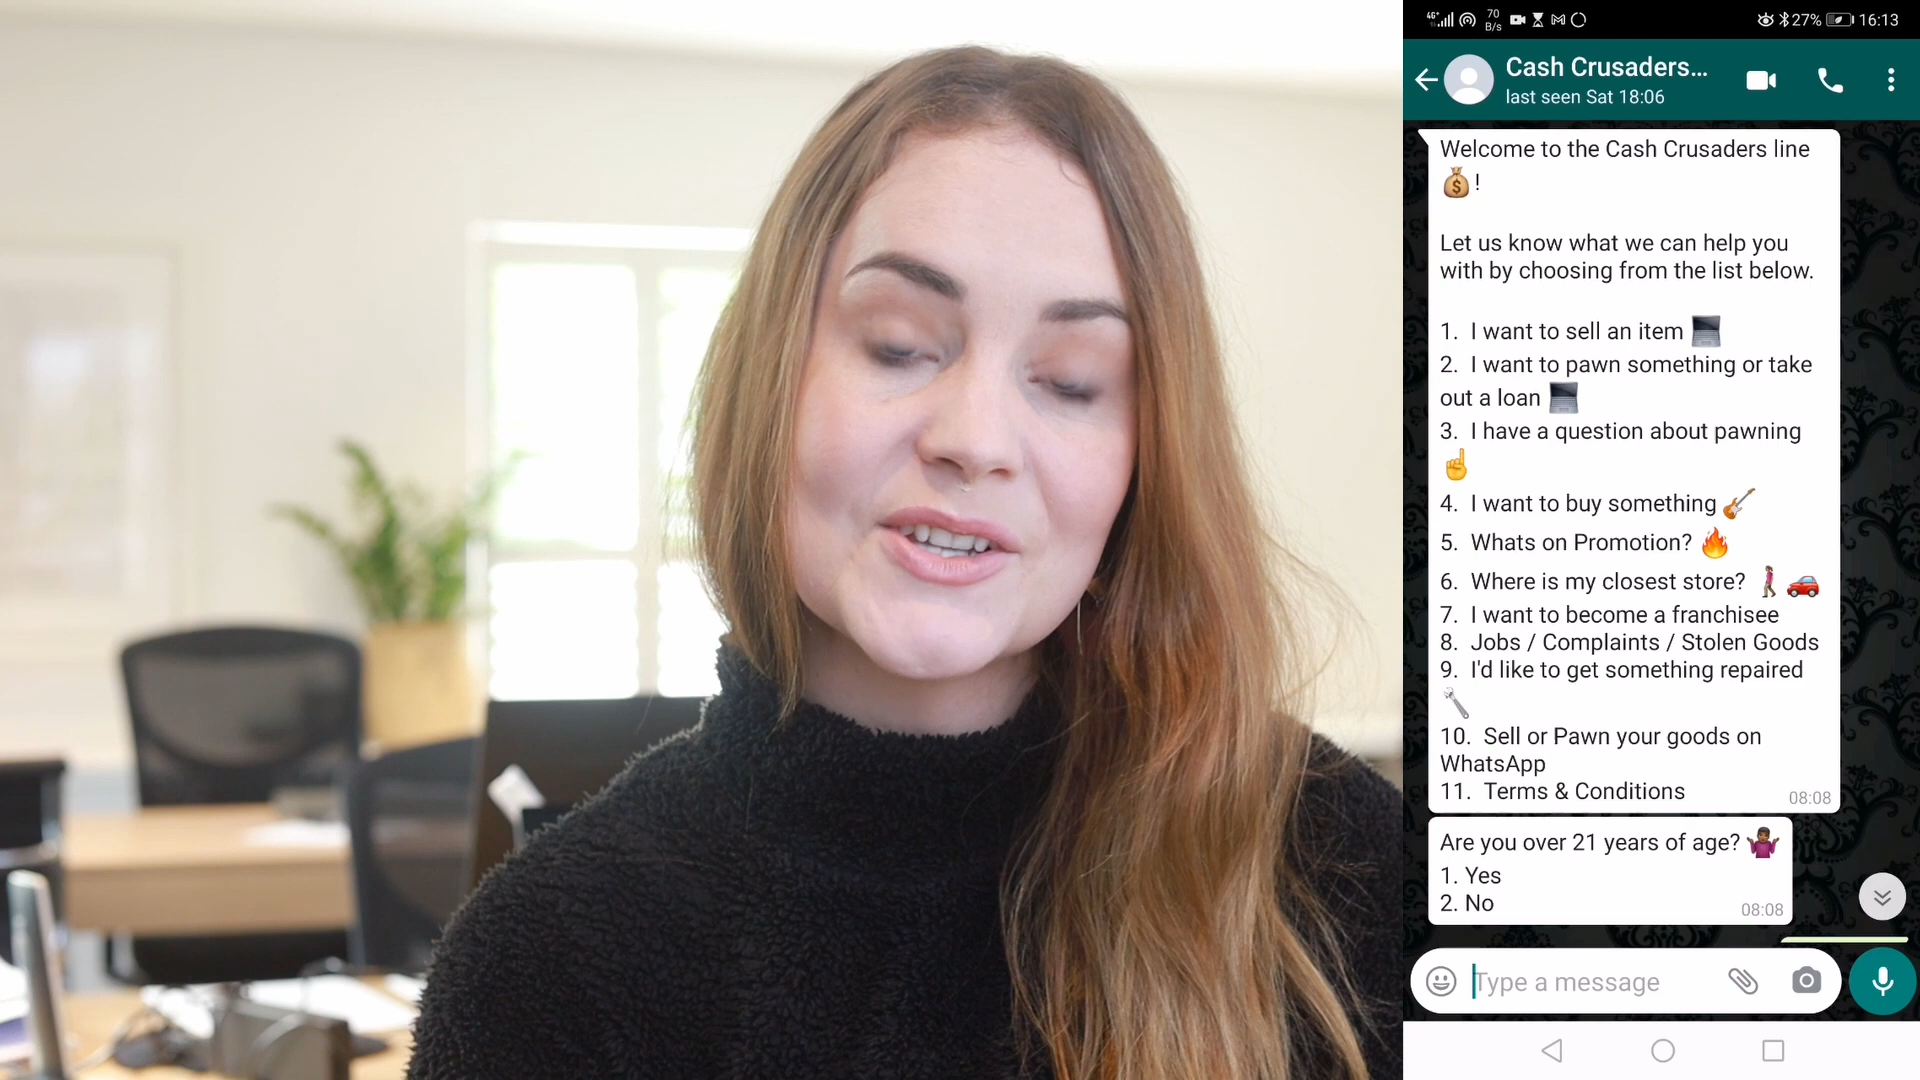 4G+ 70 B/s 27% 16:13
Cash Crusaders...
last seen Sat 18:06
Welcome to the Cash Crusaders line
💰 !
Let us know what we can help you
with by choosing from the list below.
1. I want to sell an item 💻
2. I want to pawn something or take
out a loan 💻
3. I have a question about pawning
☝️
4. I want to buy something 🎸
5. Whats on Promotion? 🔥
6. Where is my closest store? 🚶‍♀️🚗
7. I want to become a franchisee
8. Jobs / Complaints / Stolen Goods
9. I'd like to get something repaired
🔧
10. Sell or Pawn your goods on
WhatsApp
11. Terms & Conditions
08:08
Are you over 21 years of age? 🤷🏾‍♀️
1. Yes
2. No
08:08
Type a message